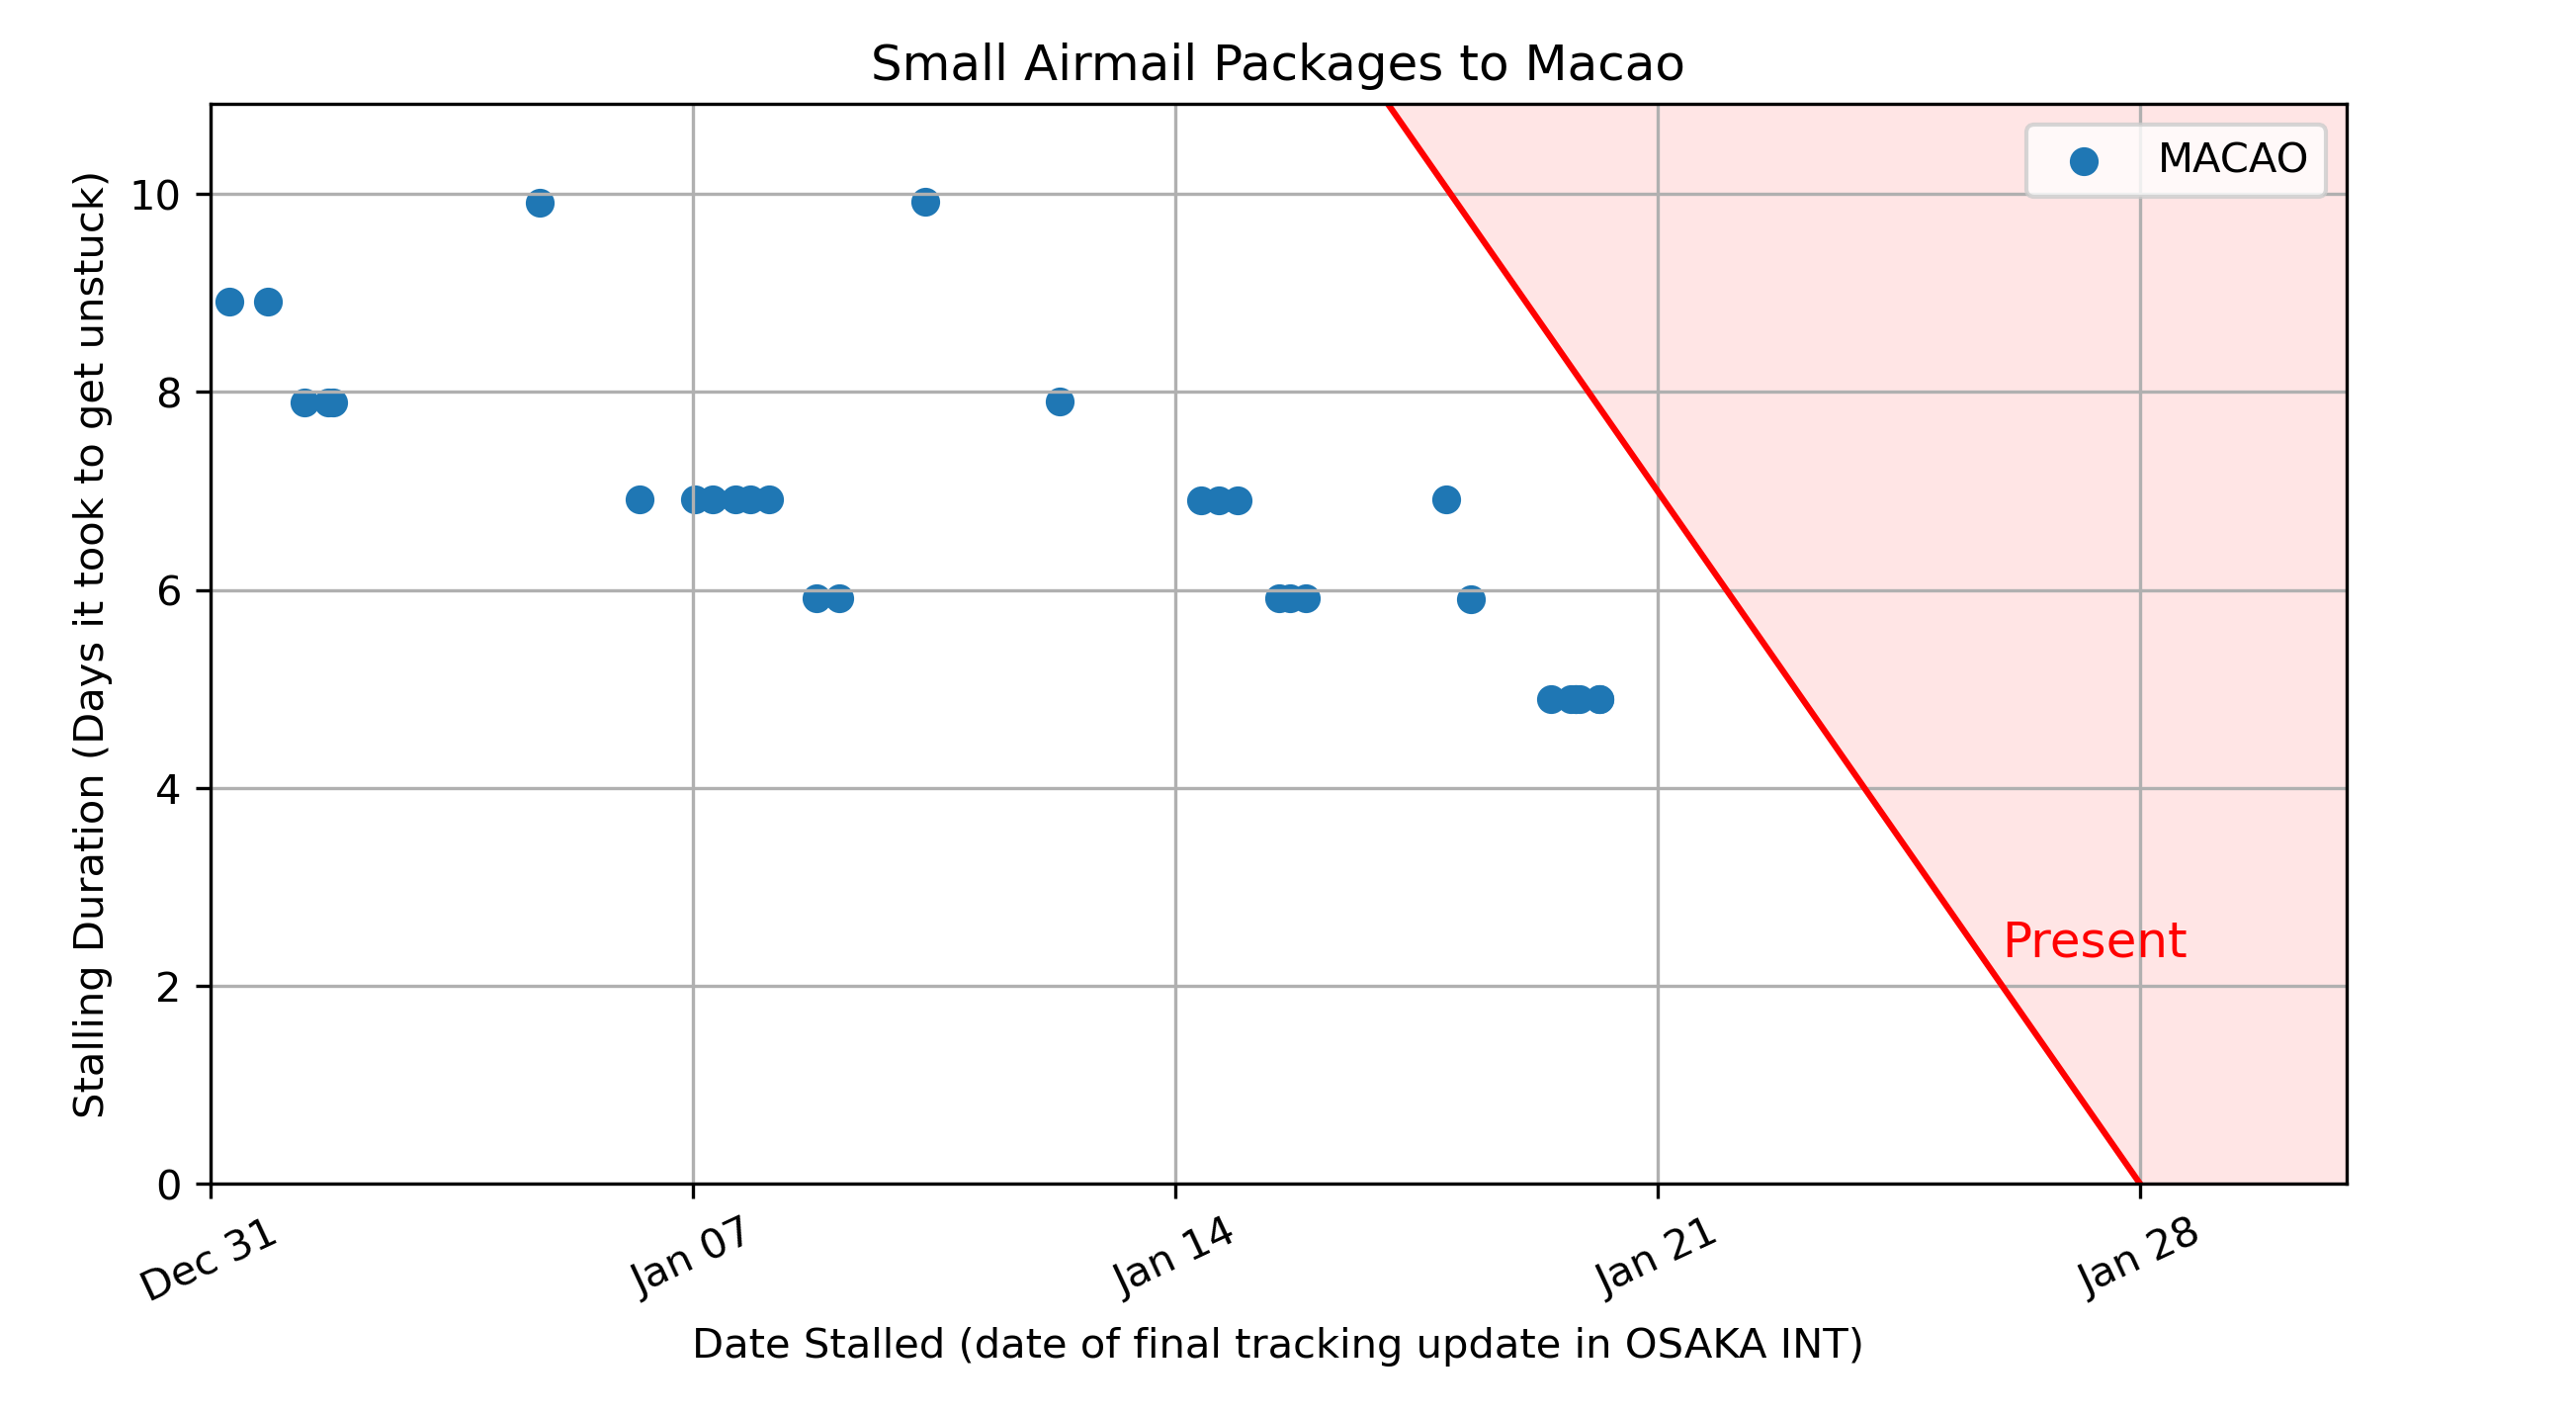 Small Airmail Packages to Macao
MACAO
Stalling Duration (Days it took to get unstuck)
10
8
6
4
2
0
Present
Dec 31
Jan 07
Jan 14
Jan 21
Jan 28
Date Stalled (date of final tracking update in OSAKA INT)